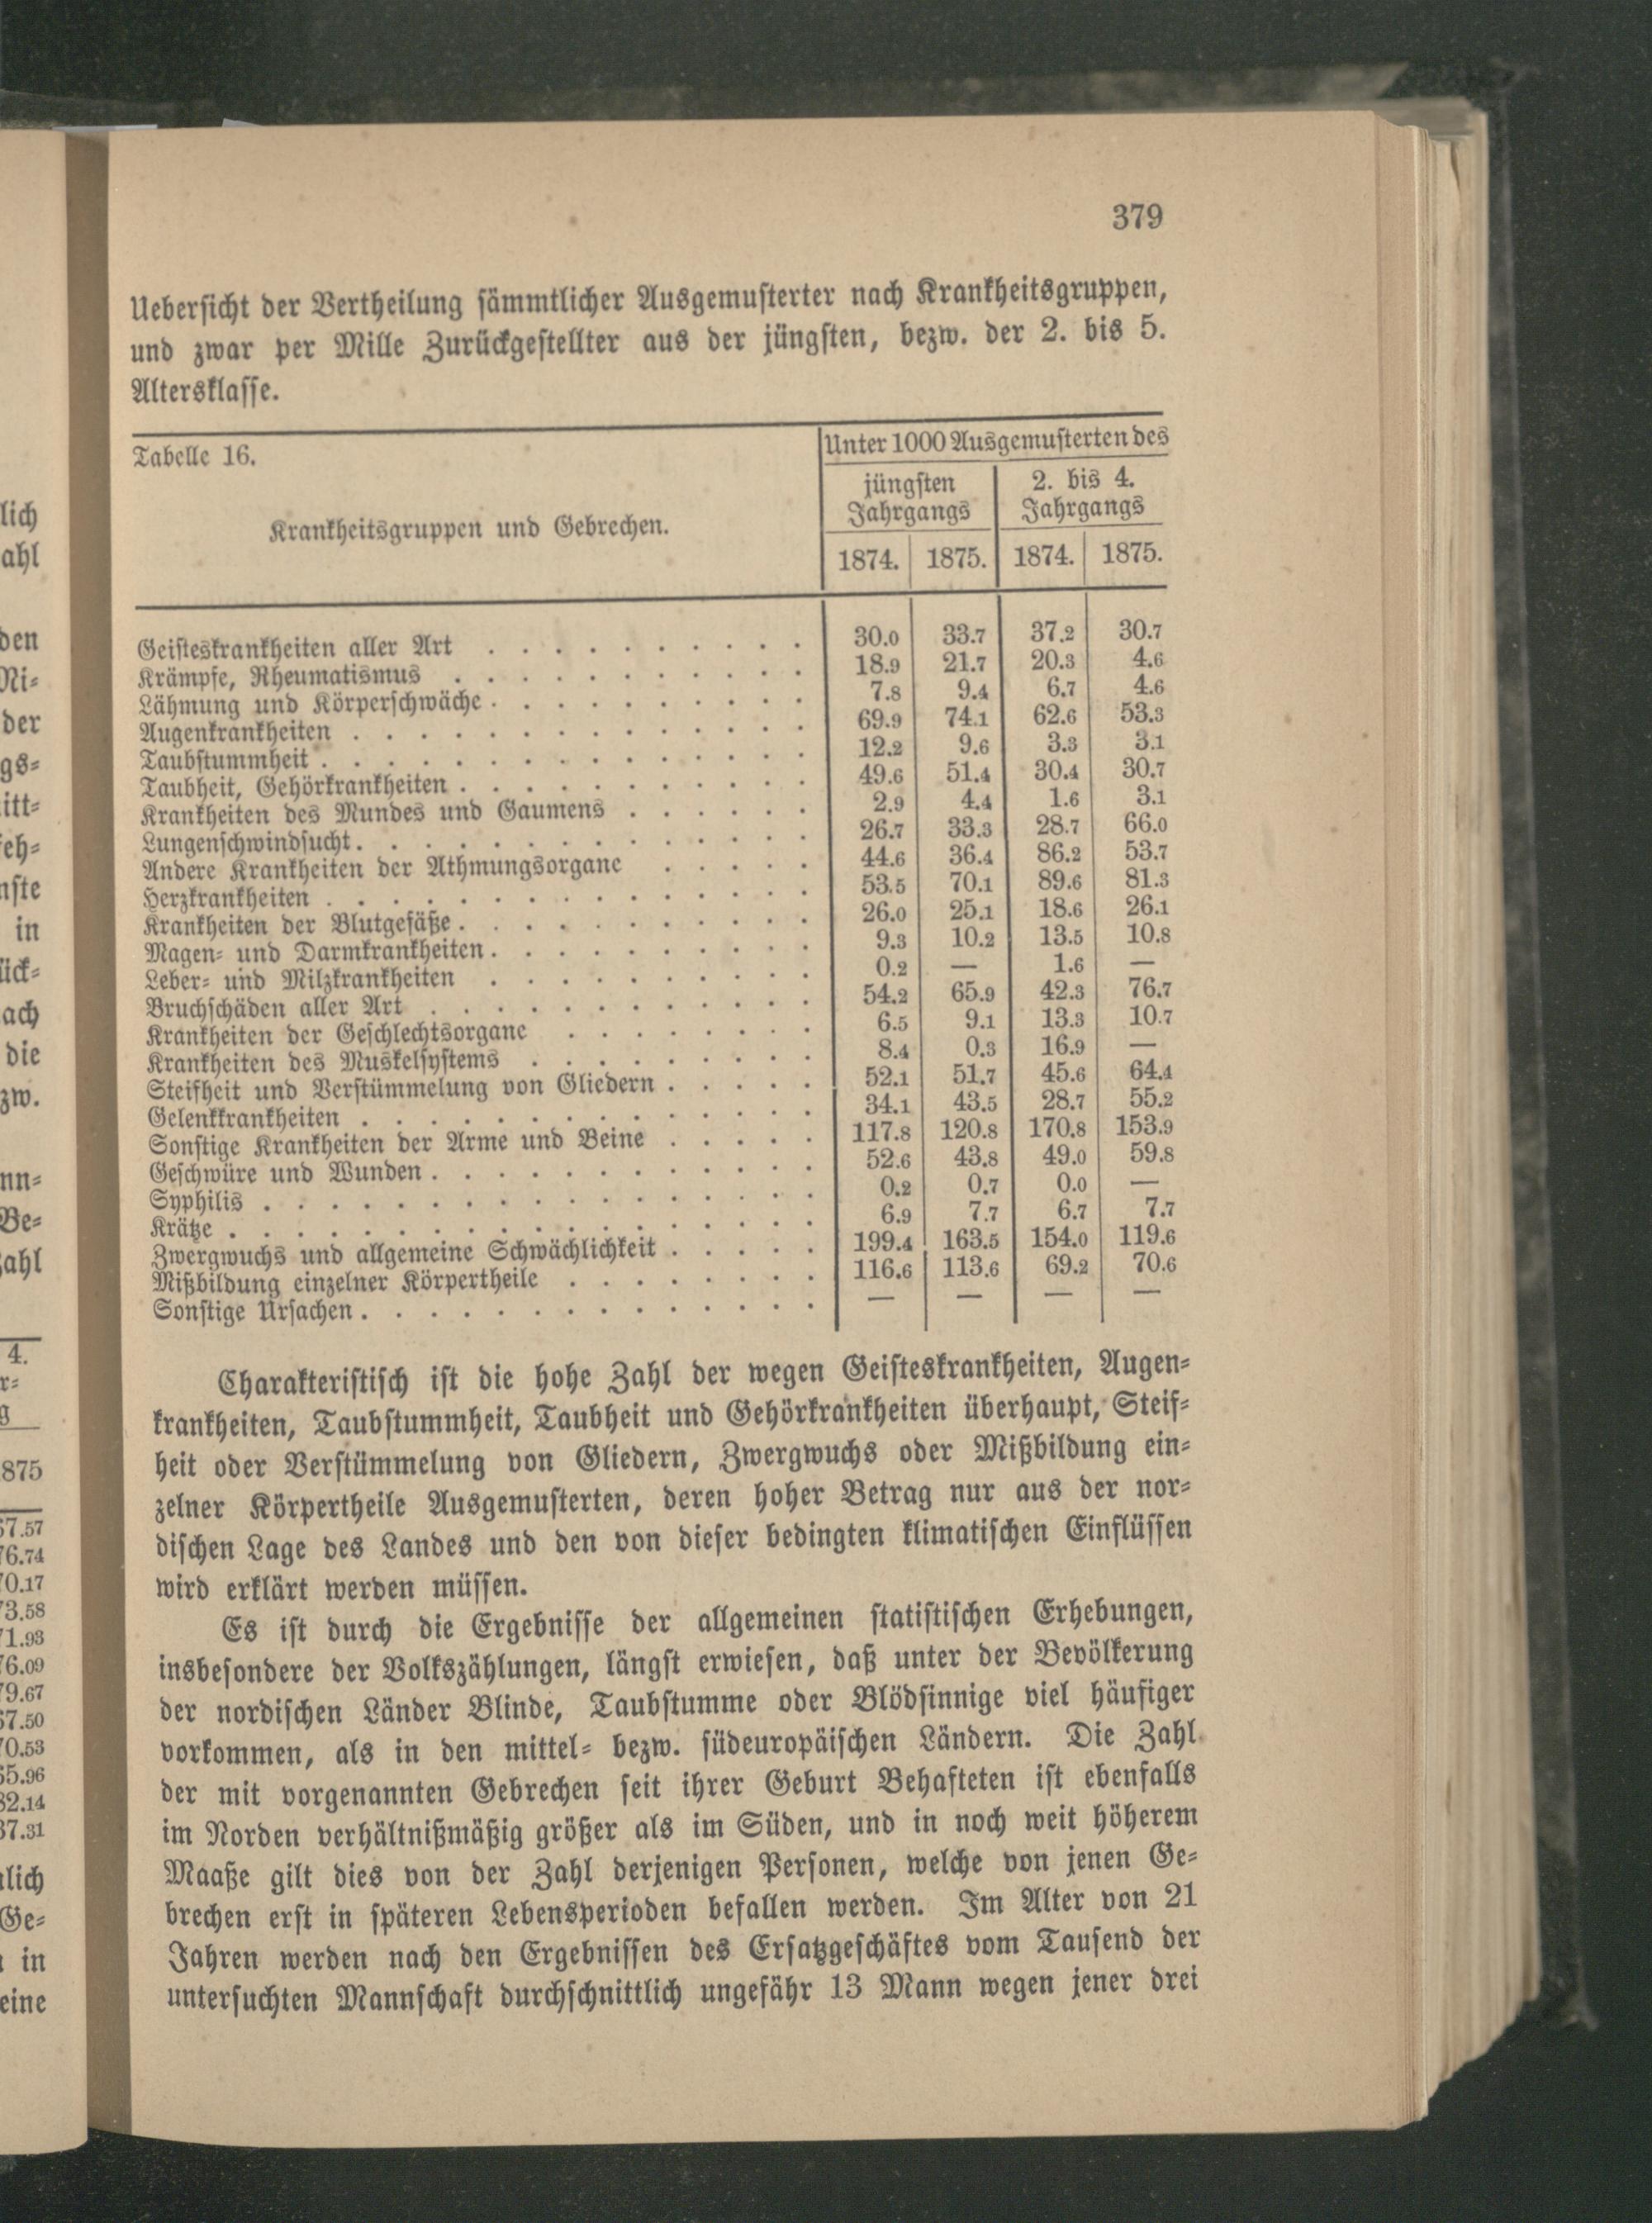 379
Uebersicht der Vertheilung sämmtlicher Ausgemusterter nach Krankheitsgruppen,
und zwar per Mille Zurückgestellter aus der jüngsten, bezw. der 2. bis 5.
Altersklasse.
Tabelle 16.
Krankheitsgruppen und Gebrechen.
Unter 1000 Ausgemusterten des
jüngsten Jahrgangs
2. bis 4. Jahrgangs
1874. 1875. 1874. 1875.
Geisteskrankheiten aller Art . . . . . . . . . . 30.0 33.7 37.2 30.7
Krämpfe, Rheumatismus . . . . . . . . . . . 18.9 21.7 20.3 4.6
Lähmung und Körperschwäche . . . . . . . . . . 7.8 9.4 6.7 4.6
Augenkrankheiten . . . . . . . . . . . . . . 69.9 74.1 62.6 53.3
Taubstummheit . . . . . . . . . . . . . . . 12.2 9.6 3.3 3.1
Taubheit, Gehörkrankheiten . . . . . . . . . . . 49.6 51.4 30.4 30.7
Krankheiten des Mundes und Gaumens . . . . . . 2.9 4.4 1.6 3.1
Lungenschwindsucht . . . . . . . . . . . . . . 26.7 33.3 28.7 66.0
Andere Krankheiten der Athmungsorgane . . . . . 44.6 36.4 86.2 53.7
Herzkrankheiten . . . . . . . . . . . . . . . 53.5 70.1 89.6 81.3
Krankheiten der Blutgefäße . . . . . . . . . . . 26.0 25.1 18.6 26.1
Magen- und Darmkrankheiten . . . . . . . . . . 9.3 10.2 13.5 10.8
Leber- und Milzkrankheiten . . . . . . . . . . 0.2 — 1.6 —
Bruchschäden aller Art . . . . . . . . . . . . 54.2 65.9 42.3 76.7
Krankheiten der Geschlechtsorgane . . . . . . . . 6.5 9.1 13.3 10.7
Krankheiten des Muskelsystems . . . . . . . . . 8.4 0.3 16.9 —
Steifheit und Verstümmelung von Gliedern . . . . . 52.1 51.7 45.6 64.4
Gelenkkrankheiten . . . . . . . . . . . . . . 34.1 43.5 28.7 55.2
Sonstige Krankheiten der Arme und Beine . . . . . 117.8 120.8 170.8 153.9
Geschwüre und Wunden . . . . . . . . . . . . 52.6 43.8 49.0 59.8
Syphilis . . . . . . . . . . . . . . . . . 0.2 0.7 0.0 —
Krätze . . . . . . . . . . . . . . . . . . 6.9 7.7 6.7 7.7
Zwergwuchs und allgemeine Schwächlichkeit . . . . . 199.4 163.5 154.0 119.6
Mißbildung einzelner Körpertheile . . . . . . . . 116.6 113.6 69.2 70.6
Sonstige Ursachen . . . . . . . . . . . . . . — — — —
Charakteristisch ist die hohe Zahl der wegen Geisteskrankheiten, Augen-
krankheiten, Taubstummheit, Taubheit und Gehörkrankheiten überhaupt, Steif-
heit oder Verstümmelung von Gliedern, Zwergwuchs oder Mißbildung ein-
zelner Körpertheile Ausgemusterten, deren hoher Betrag nur aus der nor-
dischen Lage des Landes und den von dieser bedingten klimatischen Einflüssen
wird erklärt werden müssen.
Es ist durch die Ergebnisse der allgemeinen statistischen Erhebungen,
insbesondere der Volkszählungen, längst erwiesen, daß unter der Bevölkerung
der nordischen Länder Blinde, Taubstumme oder Blödsinnige viel häufiger
vorkommen, als in den mittel- bezw. südeuropäischen Ländern. Die Zahl
der mit vorgenannten Gebrechen seit ihrer Geburt Behafteten ist ebenfalls
im Norden verhältnißmäßig größer als im Süden, und in noch weit höherem
Maaße gilt dies von der Zahl derjenigen Personen, welche von jenen Ge-
brechen erst in späteren Lebensperioden befallen werden. Im Alter von 21
Jahren werden nach den Ergebnissen des Ersatzgeschäftes vom Tausend der
untersuchten Mannschaft durchschnittlich ungefähr 13 Mann wegen jener drei